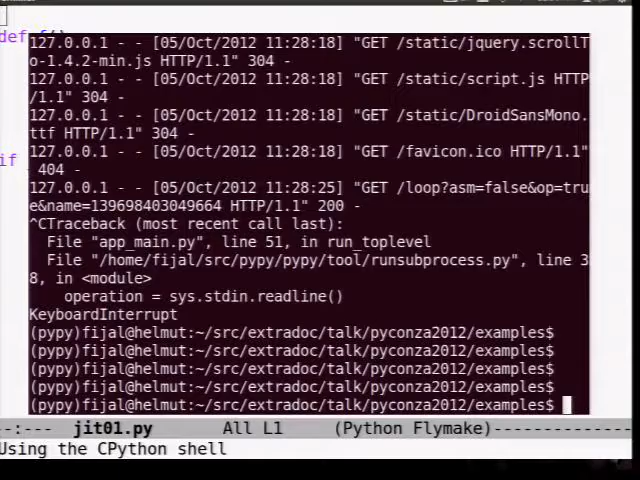 def f()
127.0.0.1 - - [05/Oct/2012 11:28:18] "GET /static/jquery.scrollT
o-1.4.2-min.js HTTP/1.1" 304 -
127.0.0.1 - - [05/Oct/2012 11:28:18] "GET /static/script.js HTTP
/1.1" 304 -
127.0.0.1 - - [05/Oct/2012 11:28:18] "GET /static/DroidSansMono.
ttf HTTP/1.1" 304 -
127.0.0.1 - - [05/Oct/2012 11:28:18] "GET /favicon.ico HTTP/1.1"
if 404 -
127.0.0.1 - - [05/Oct/2012 11:28:25] "GET /loop?asm=false&op=tru
e&name=139698403049664 HTTP/1.1" 200 -
^CTraceback (most recent call last):
File "app_main.py", line 51, in run_toplevel
File "/home/fijal/src/pypy/pypy/tool/runsubprocess.py", line 3
8, in <module>
operation = sys.stdin.readline()
KeyboardInterrupt
(pypy)fijal@helmut:~/src/extradoc/talk/pyconza2012/examples$
(pypy)fijal@helmut:~/src/extradoc/talk/pyconza2012/examples$
(pypy)fijal@helmut:~/src/extradoc/talk/pyconza2012/examples$
(pypy)fijal@helmut:~/src/extradoc/talk/pyconza2012/examples$
(pypy)fijal@helmut:~/src/extradoc/talk/pyconza2012/examples$
--:--- jit01.py All L1 (Python Flymake)---------------
Using the CPython shell